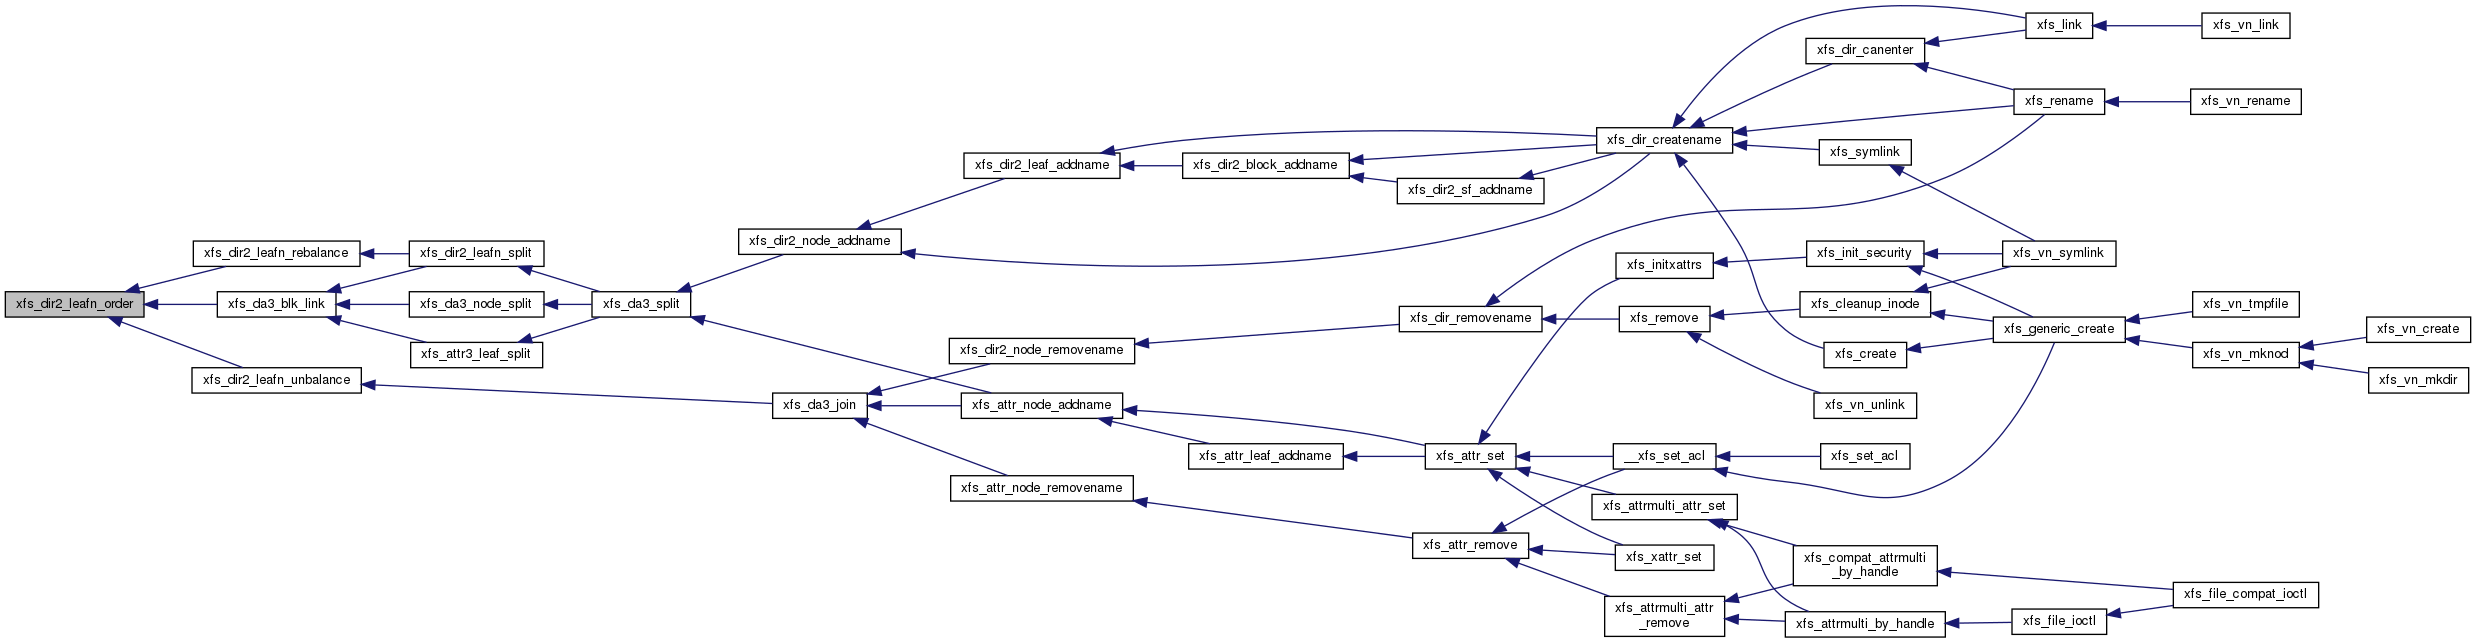 xfs_dir2_leafn_order
xfs_dir2_leafn_rebalance
xfs_da3_blk_link
xfs_dir2_leafn_unbalance
xfs_dir2_leafn_split
xfs_da3_node_split
xfs_attr3_leaf_split
xfs_da3_split
xfs_da3_join
xfs_dir2_node_addname
xfs_dir2_leaf_addname
xfs_dir2_node_removename
xfs_attr_node_addname
xfs_attr_node_removename
xfs_dir2_block_addname
xfs_attr_leaf_addname
xfs_dir2_sf_addname
xfs_dir_removename
xfs_attr_set
xfs_attr_remove
xfs_dir_createname
xfs_initxattrs
xfs_remove
__xfs_set_acl
xfs_attrmulti_attr_set
xfs_xattr_set
xfs_attrmulti_attr
_remove
xfs_dir_canenter
xfs_symlink
xfs_init_security
xfs_cleanup_inode
xfs_create
xfs_vn_unlink
xfs_set_acl
xfs_compat_attrmulti
_by_handle
xfs_attrmulti_by_handle
xfs_link
xfs_rename
xfs_vn_symlink
xfs_generic_create
xfs_file_ioctl
xfs_vn_link
xfs_vn_rename
xfs_vn_tmpfile
xfs_vn_mknod
xfs_file_compat_ioctl
xfs_vn_create
xfs_vn_mkdir